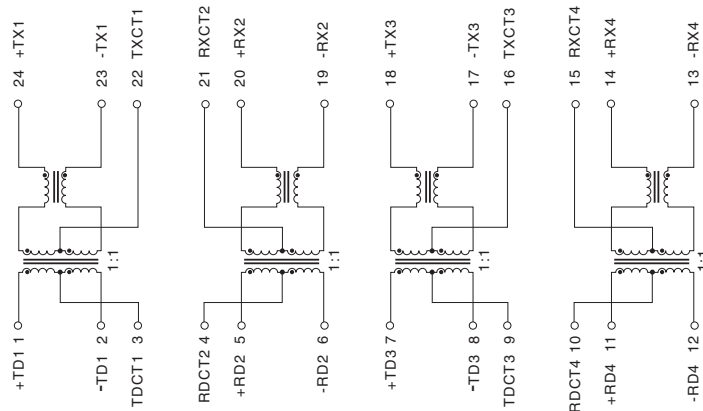 24 +TX1
23 -TX1
22 TXCT1
21 RXCT2
20 +RX2
19 -RX2
18 +TX3
17 -TX3
16 TXCT3
15 RXCT4
14 +RX4
13 -RX4
1:1
1:1
1:1
1:1
+TD1 1
-TD1 2
TDCT1 3
RDCT2 4
+RD2 5
-RD2 6
+TD3 7
-TD3 8
TDCT3 9
RDCT4 10
+RD4 11
-RD4 12